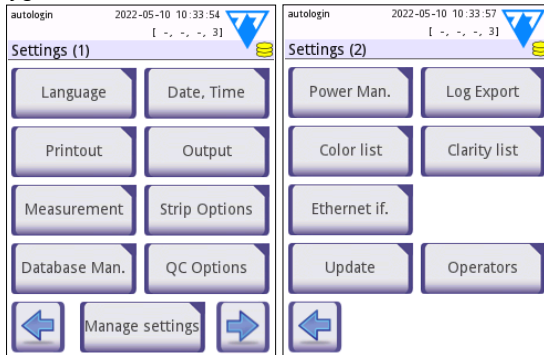 autologin 2022-05-10 10:33:54
[ -, -, -, 3]
Settings (1)
Language Date, Time
Printout Output
Measurement Strip Options
Database Man. QC Options
Manage settings
autologin 2022-05-10 10:33:57
[ -, -, -, 3]
Settings (2)
Power Man. Log Export
Color list Clarity list
Ethernet if.
Update Operators